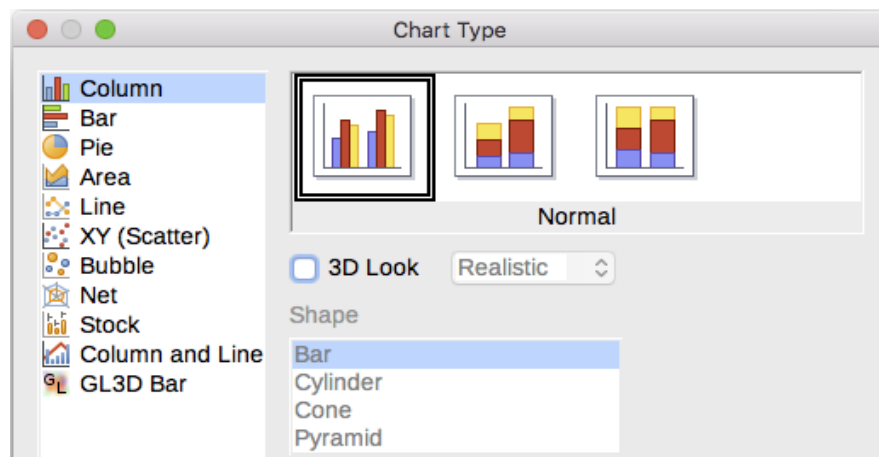 Chart Type
Column
Bar
Pie
Area
Line
XY (Scatter)
Bubble
Net
Stock
Column and Line
GL GL3D Bar
Normal
3D Look Realistic
Shape
Bar
Cylinder
Cone
Pyramid